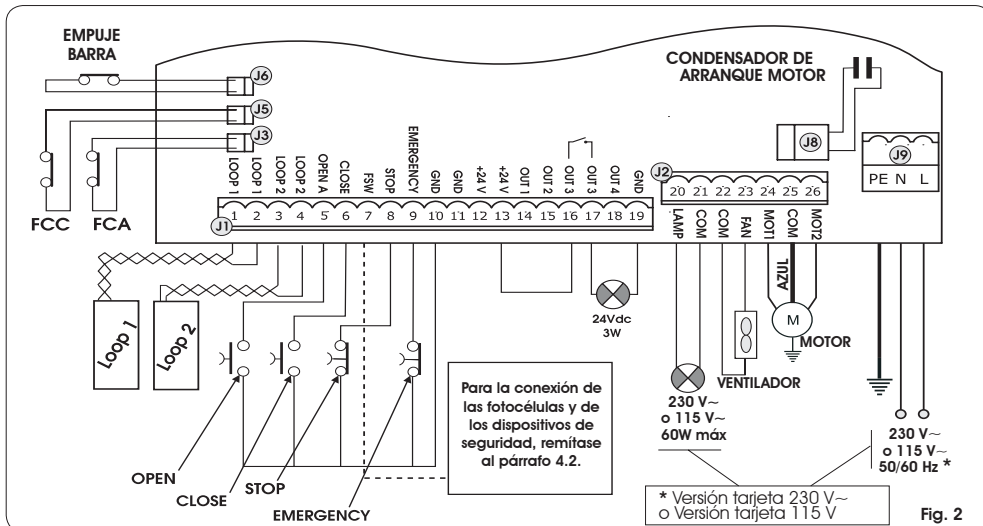 EMPUJE
BARRA
CONDENSADOR DE
ARRANQUE MOTOR
J6
J5
J3
J8
J9
PE N L
FCC FCA
LOOP 1
LOOP 1
LOOP 2
LOOP 2
OPEN A
CLOSE
FSW
STOP
EMERGENCY
GND
GND
+24 V
+24 V
OUT 1
OUT 2
OUT 3
OUT 3
OUT 4
GND
J1
1 2 3 4 5 6 7 8 9 10 11 12 13 14 15 16 17 18 19
J2
20 21 22 23 24 25 26
LAMP
COM
COM
FAN
MOT1
COM
MOT2
AZUL
Loop 1
Loop 2
24Vdc
3W
M
MOTOR
VENTILADOR
230 V~
o 115 V~
60W máx
230 V~
o 115 V~
50/60 Hz *
Para la conexión de
las fotocélulas y de
los dispositivos de
seguridad, remítase
al párrafo 4.2.
OPEN
CLOSE
STOP
EMERGENCY
* Versión tarjeta 230 V~
o Versión tarjeta 115 V
Fig. 2